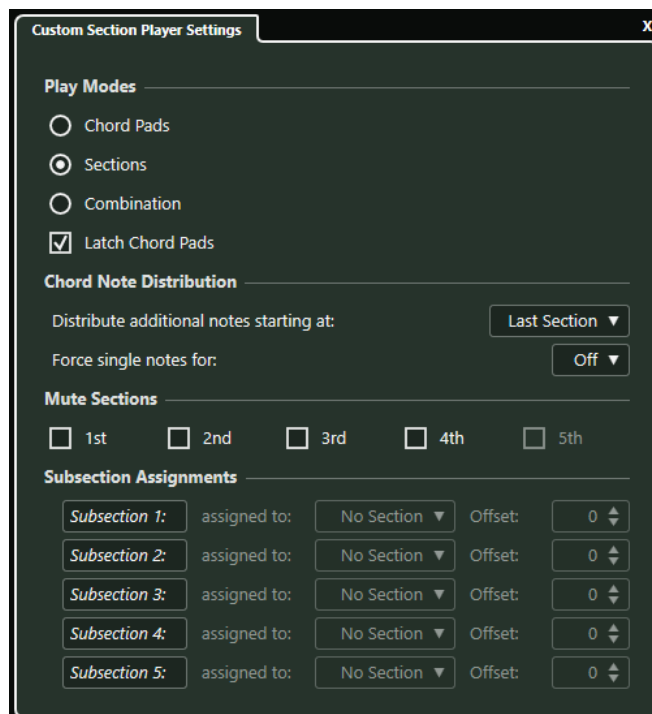 Custom Section Player Settings X
Play Modes
Chord Pads
Sections
Combination
Latch Chord Pads
Chord Note Distribution
Distribute additional notes starting at: Last Section
Force single notes for: Off
Mute Sections
1st 2nd 3rd 4th 5th
Subsection Assignments
Subsection 1: assigned to: No Section Offset: 0
Subsection 2: assigned to: No Section Offset: 0
Subsection 3: assigned to: No Section Offset: 0
Subsection 4: assigned to: No Section Offset: 0
Subsection 5: assigned to: No Section Offset: 0